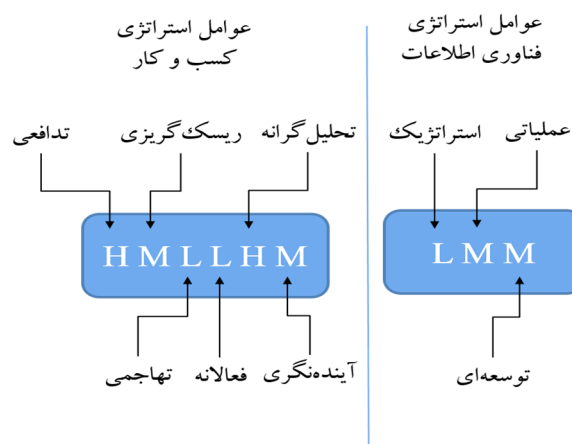 عوامل استراتژی
فناوری اطلاعات
عوامل استراتژی
کسب و کار
عملیاتی
استراتژیک
تحلیل‌گرانه
ریسک‌گریزی
تدافعی
L M M
H M L L H M
توسعه‌ای
آینده‌نگری
فعالانه
تهاجمی